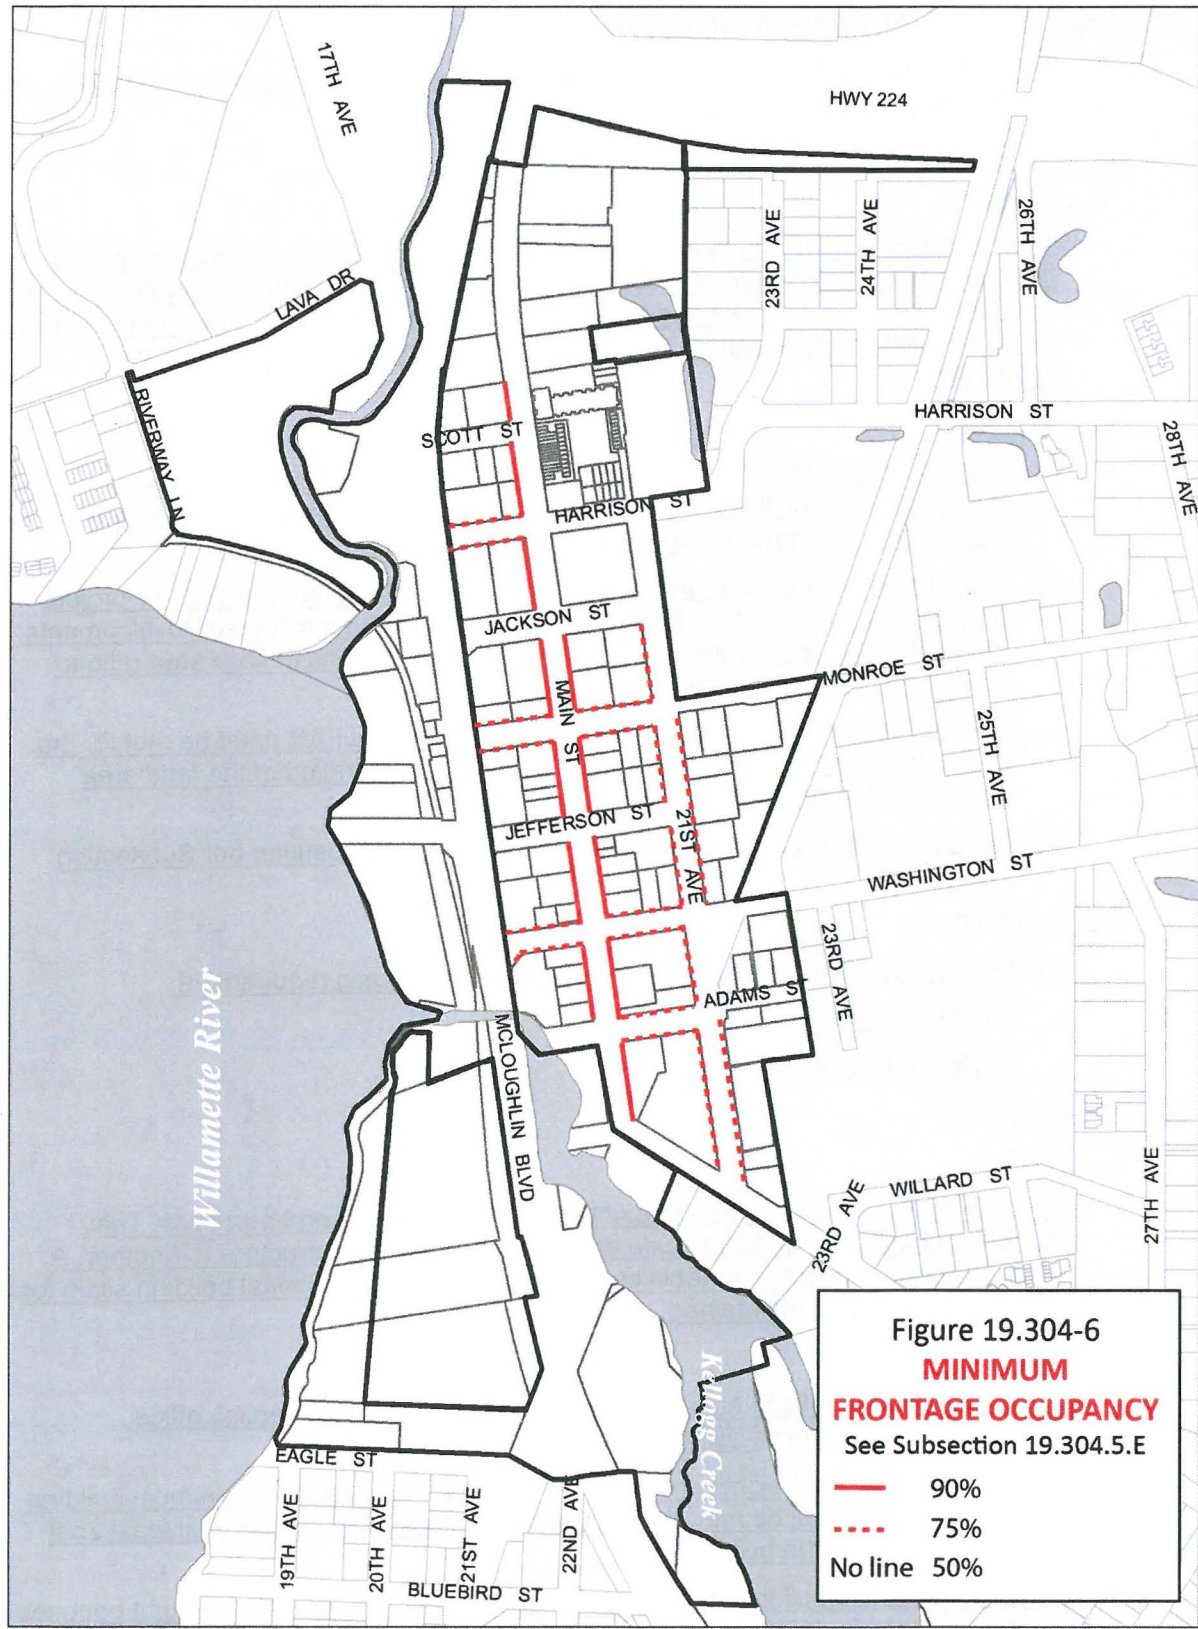 17TH AVE
HWY 224
23RD AVE
24TH AVE
26TH AVE
LAVA DR
RIVERWAY LN
HARRISON ST
28TH AVE
SCOTT ST
HARRISON ST
JACKSON ST
MAIN ST
MONROE ST
25TH AVE
JEFFERSON ST
21ST AVE
WASHINGTON ST
23RD AVE
ADAMS ST
MCLOUGHLIN BLVD
Willamette River
WILLARD ST
23RD AVE
27TH AVE
Kellogg Creek
EAGLE ST
19TH AVE
20TH AVE
21ST AVE
22ND AVE
BLUEBIRD ST
Figure 19.304-6
MINIMUM
FRONTAGE OCCUPANCY
See Subsection 19.304.5.E
90%
75%
No line 50%